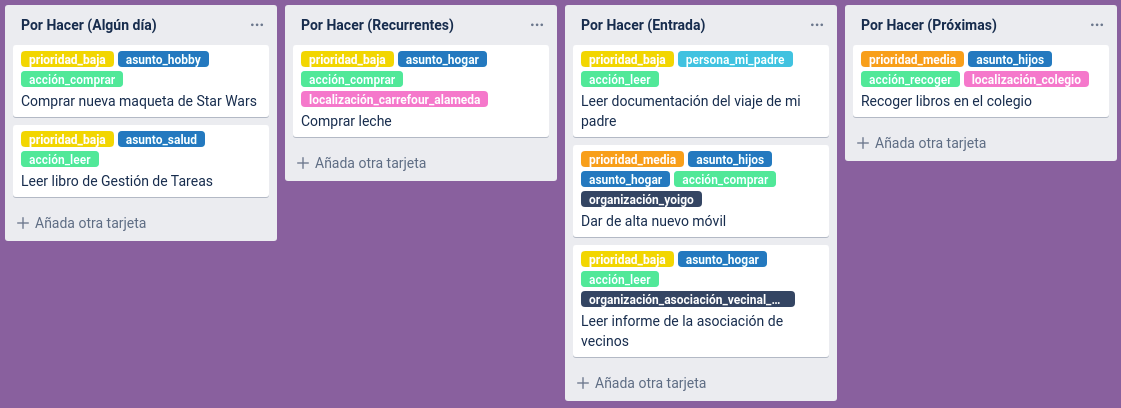 Por Hacer (Algún día)
prioridad_baja asunto_hobby
acción_comprar
Comprar nueva maqueta de Star Wars
prioridad_baja asunto_salud
acción_leer
Leer libro de Gestión de Tareas
Añada otra tarjeta
Por Hacer (Recurrentes)
prioridad_baja asunto_hogar
acción_comprar
localización_carrefour_alameda
Comprar leche
Añada otra tarjeta
Por Hacer (Entrada)
prioridad_baja persona_mi_padre
acción_leer
Leer documentación del viaje de mi
padre
prioridad_media asunto_hijos
asunto_hogar acción_comprar
organización_yoigo
Dar de alta nuevo móvil
prioridad_baja asunto_hogar
acción_leer
organización_asociación_vecinal_...
Leer informe de la asociación de
vecinos
Añada otra tarjeta
Por Hacer (Próximas)
prioridad_media asunto_hijos
acción_recoger localización_colegio
Recoger libros en el colegio
Añada otra tarjeta